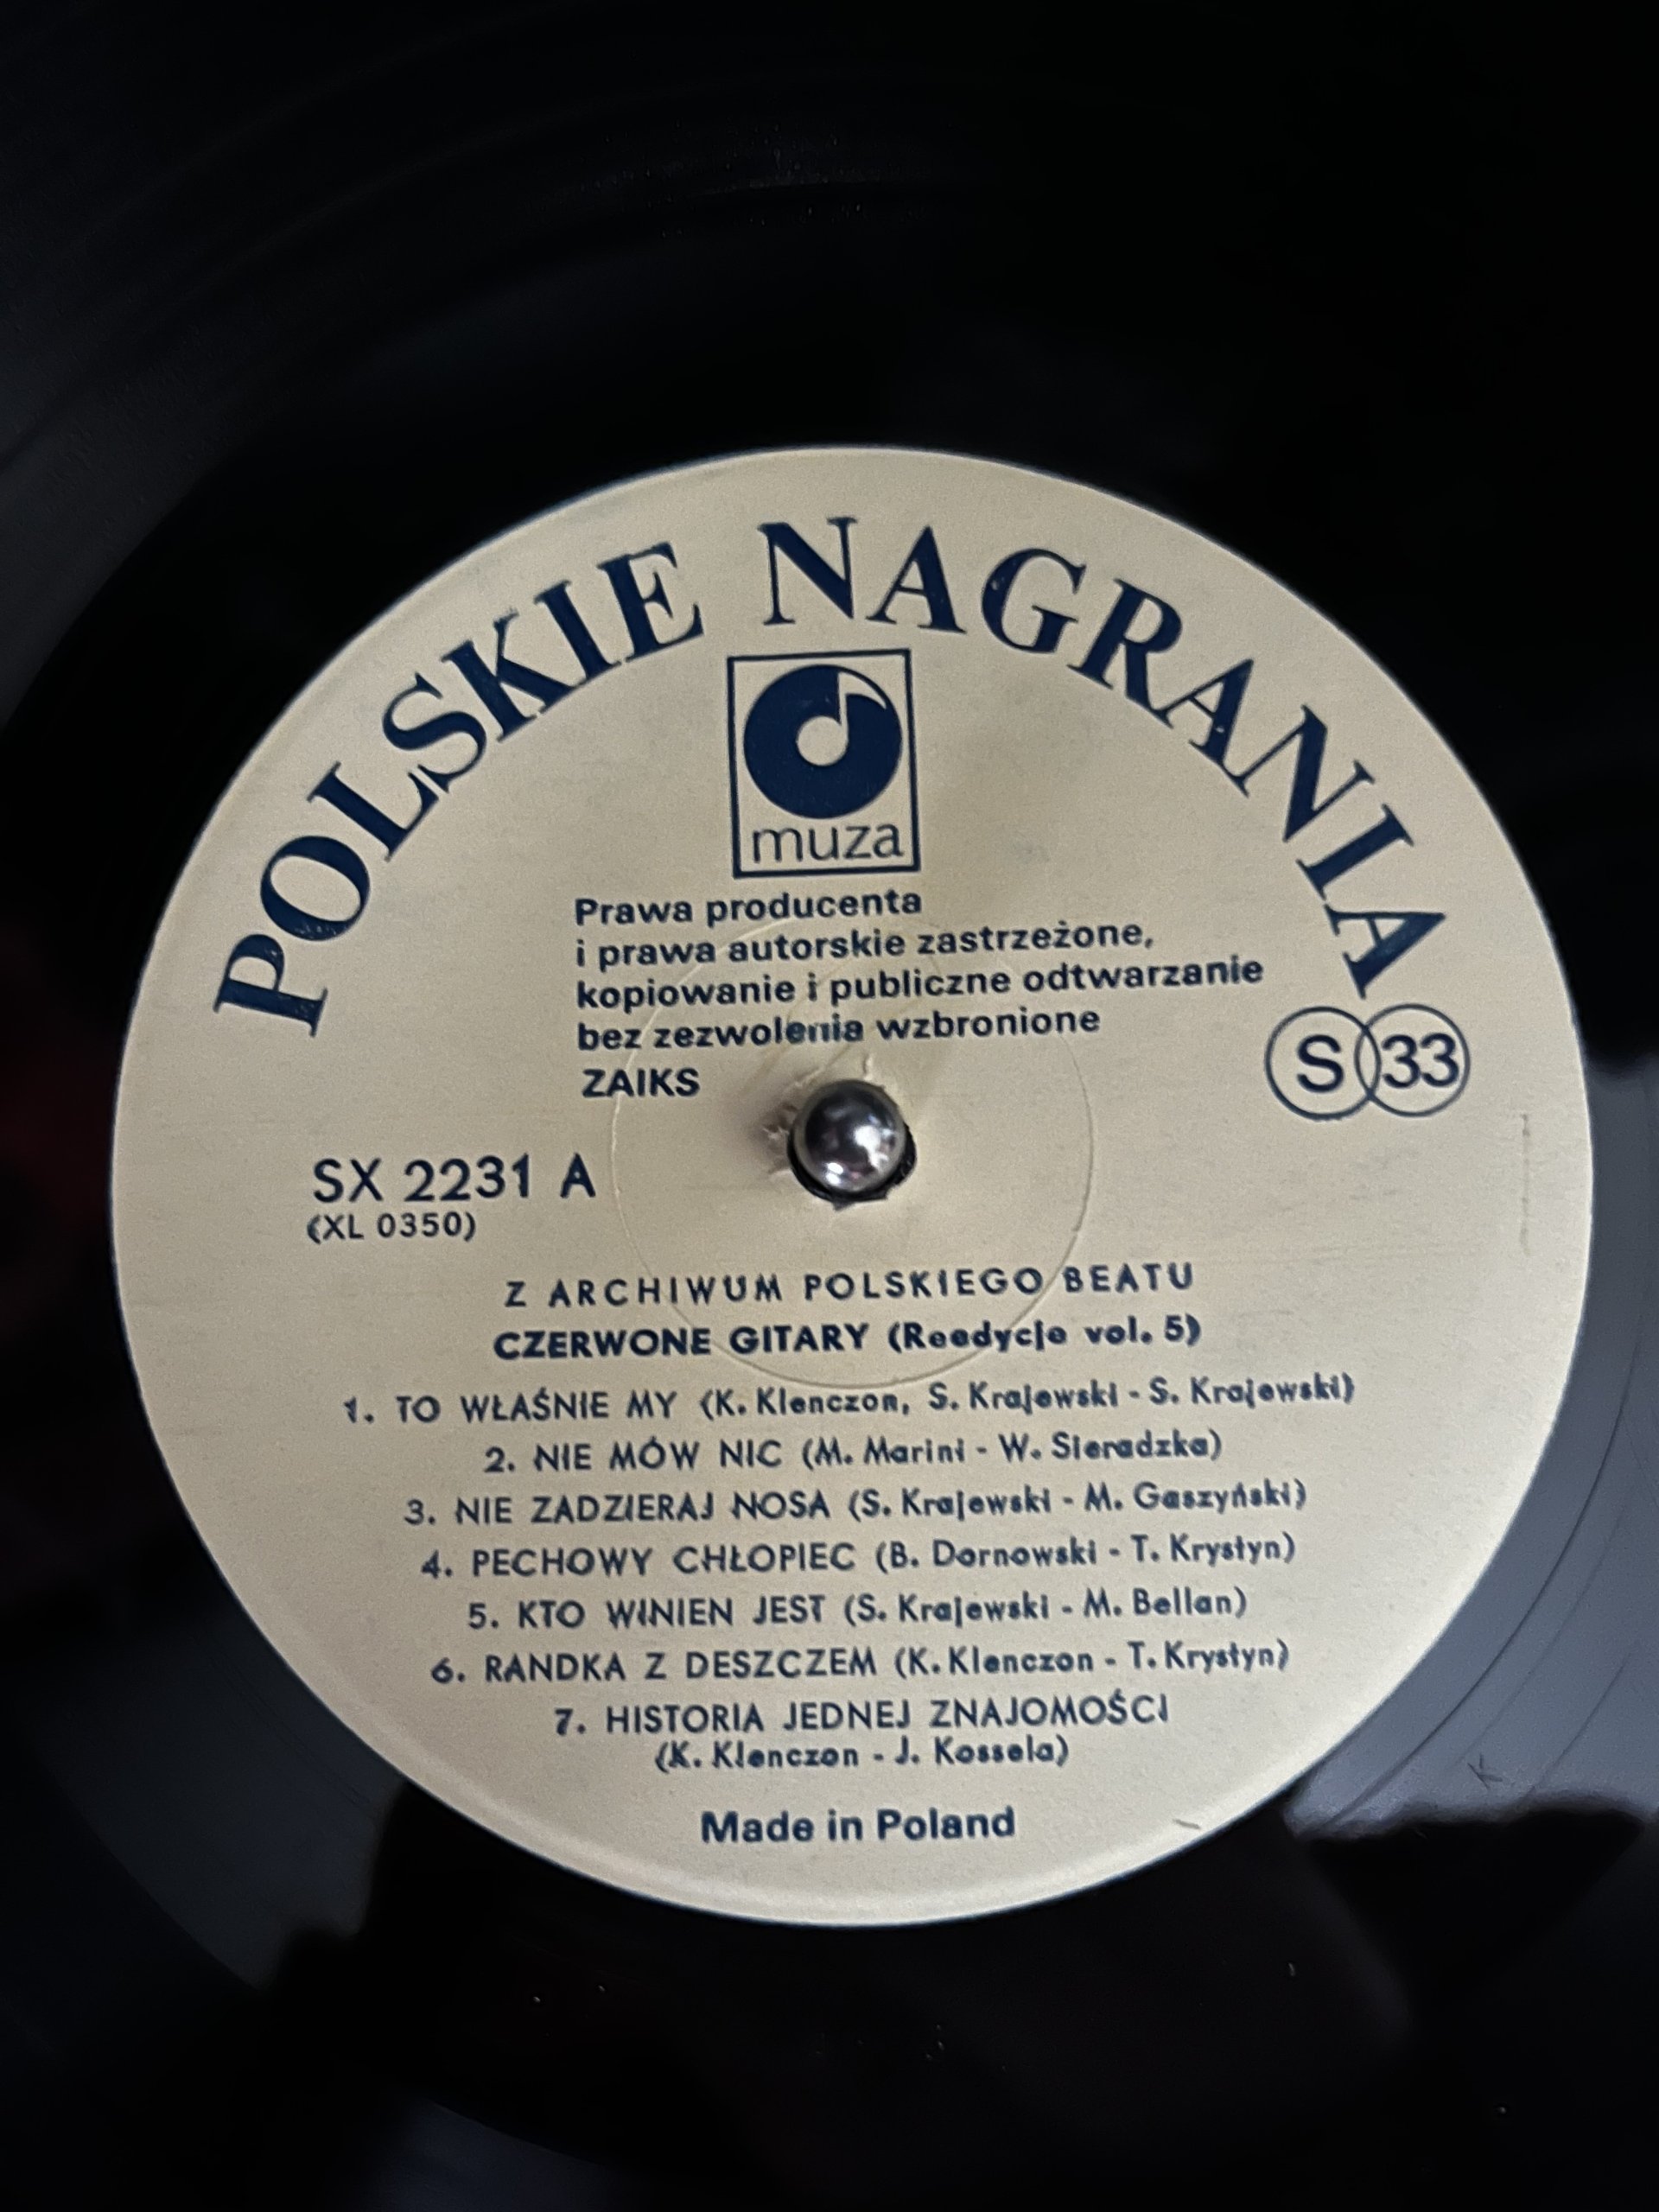 POLSKIE NAGRANIA
muza
Prawa producenta
i prawa autorskie zastrzeżone,
kopiowanie i publiczne odtwarzanie
bez zezwolenia wzbronione
ZAIKS
S 33
SX 2231 A
(XL 0350)
Z ARCHIWUM POLSKIEGO BEATU
CZERWONE GITARY (Reedycje vol. 5)
1. TO WŁAŚNIE MY (K. Klenczon, S. Krajewski - S. Krajewski)
2. NIE MÓW NIC (M. Marini - W. Sieradzka)
3. NIE ZADZIERAJ NOSA (S. Krajewski - M. Gaszyński)
4. PECHOWY CHŁOPIEC (B. Dornowski - T. Krystyn)
5. KTO WINIEN JEST (S. Krajewski - M. Bellan)
6. RANDKA Z DESZCZEM (K. Klenczon - T. Krystyn)
7. HISTORIA JEDNEJ ZNAJOMOŚCI
(K. Klenczon - J. Kossela)
Made in Poland
K